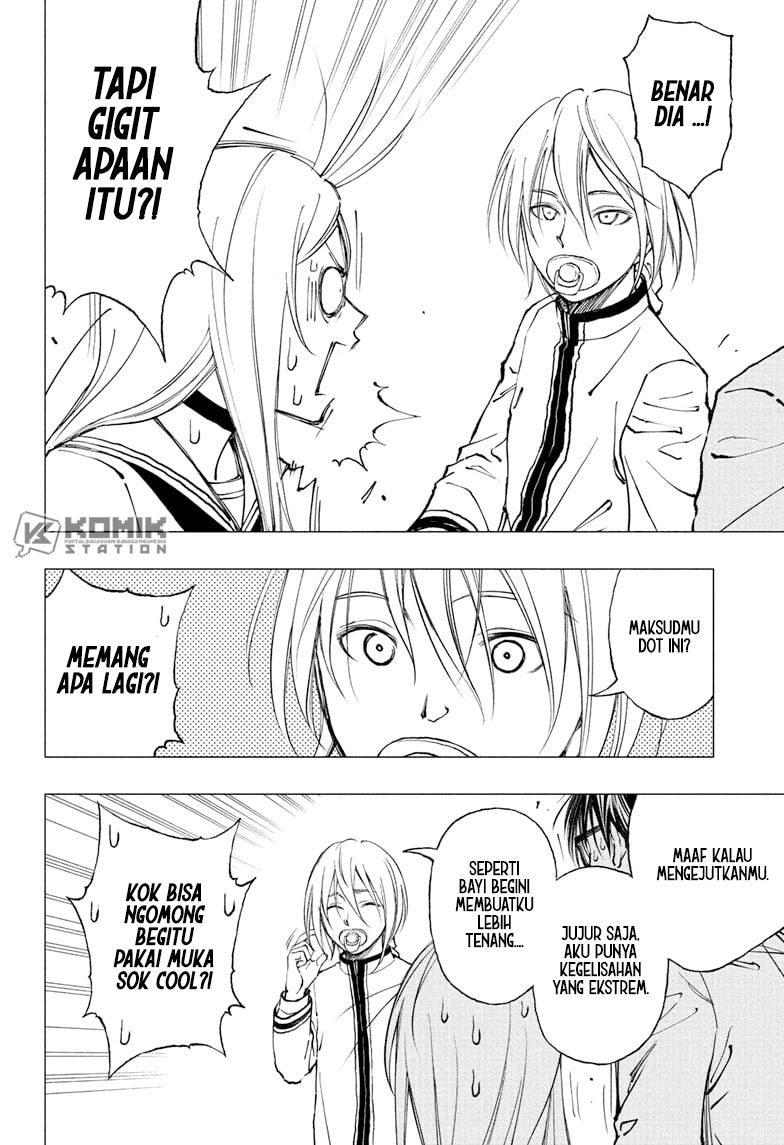 BENAR
DIA ...!
TAPI
GIGIT
APAAN
ITU?!
KOMIK
STATION
MAKSUDMU
DOT INI?
MEMANG
APA LAGI?!
MAAF KALAU
MENGEJUTKANMU.
JUJUR SAJA,
AKU PUNYA
KEGELISAHAN
YANG EKSTREM.
SEPERTI
BAYI BEGINI
MEMBUATKU
LEBIH
TENANG....
KOK BISA
NGOMONG
BEGITU
PAKAI MUKA
SOK COOL?!